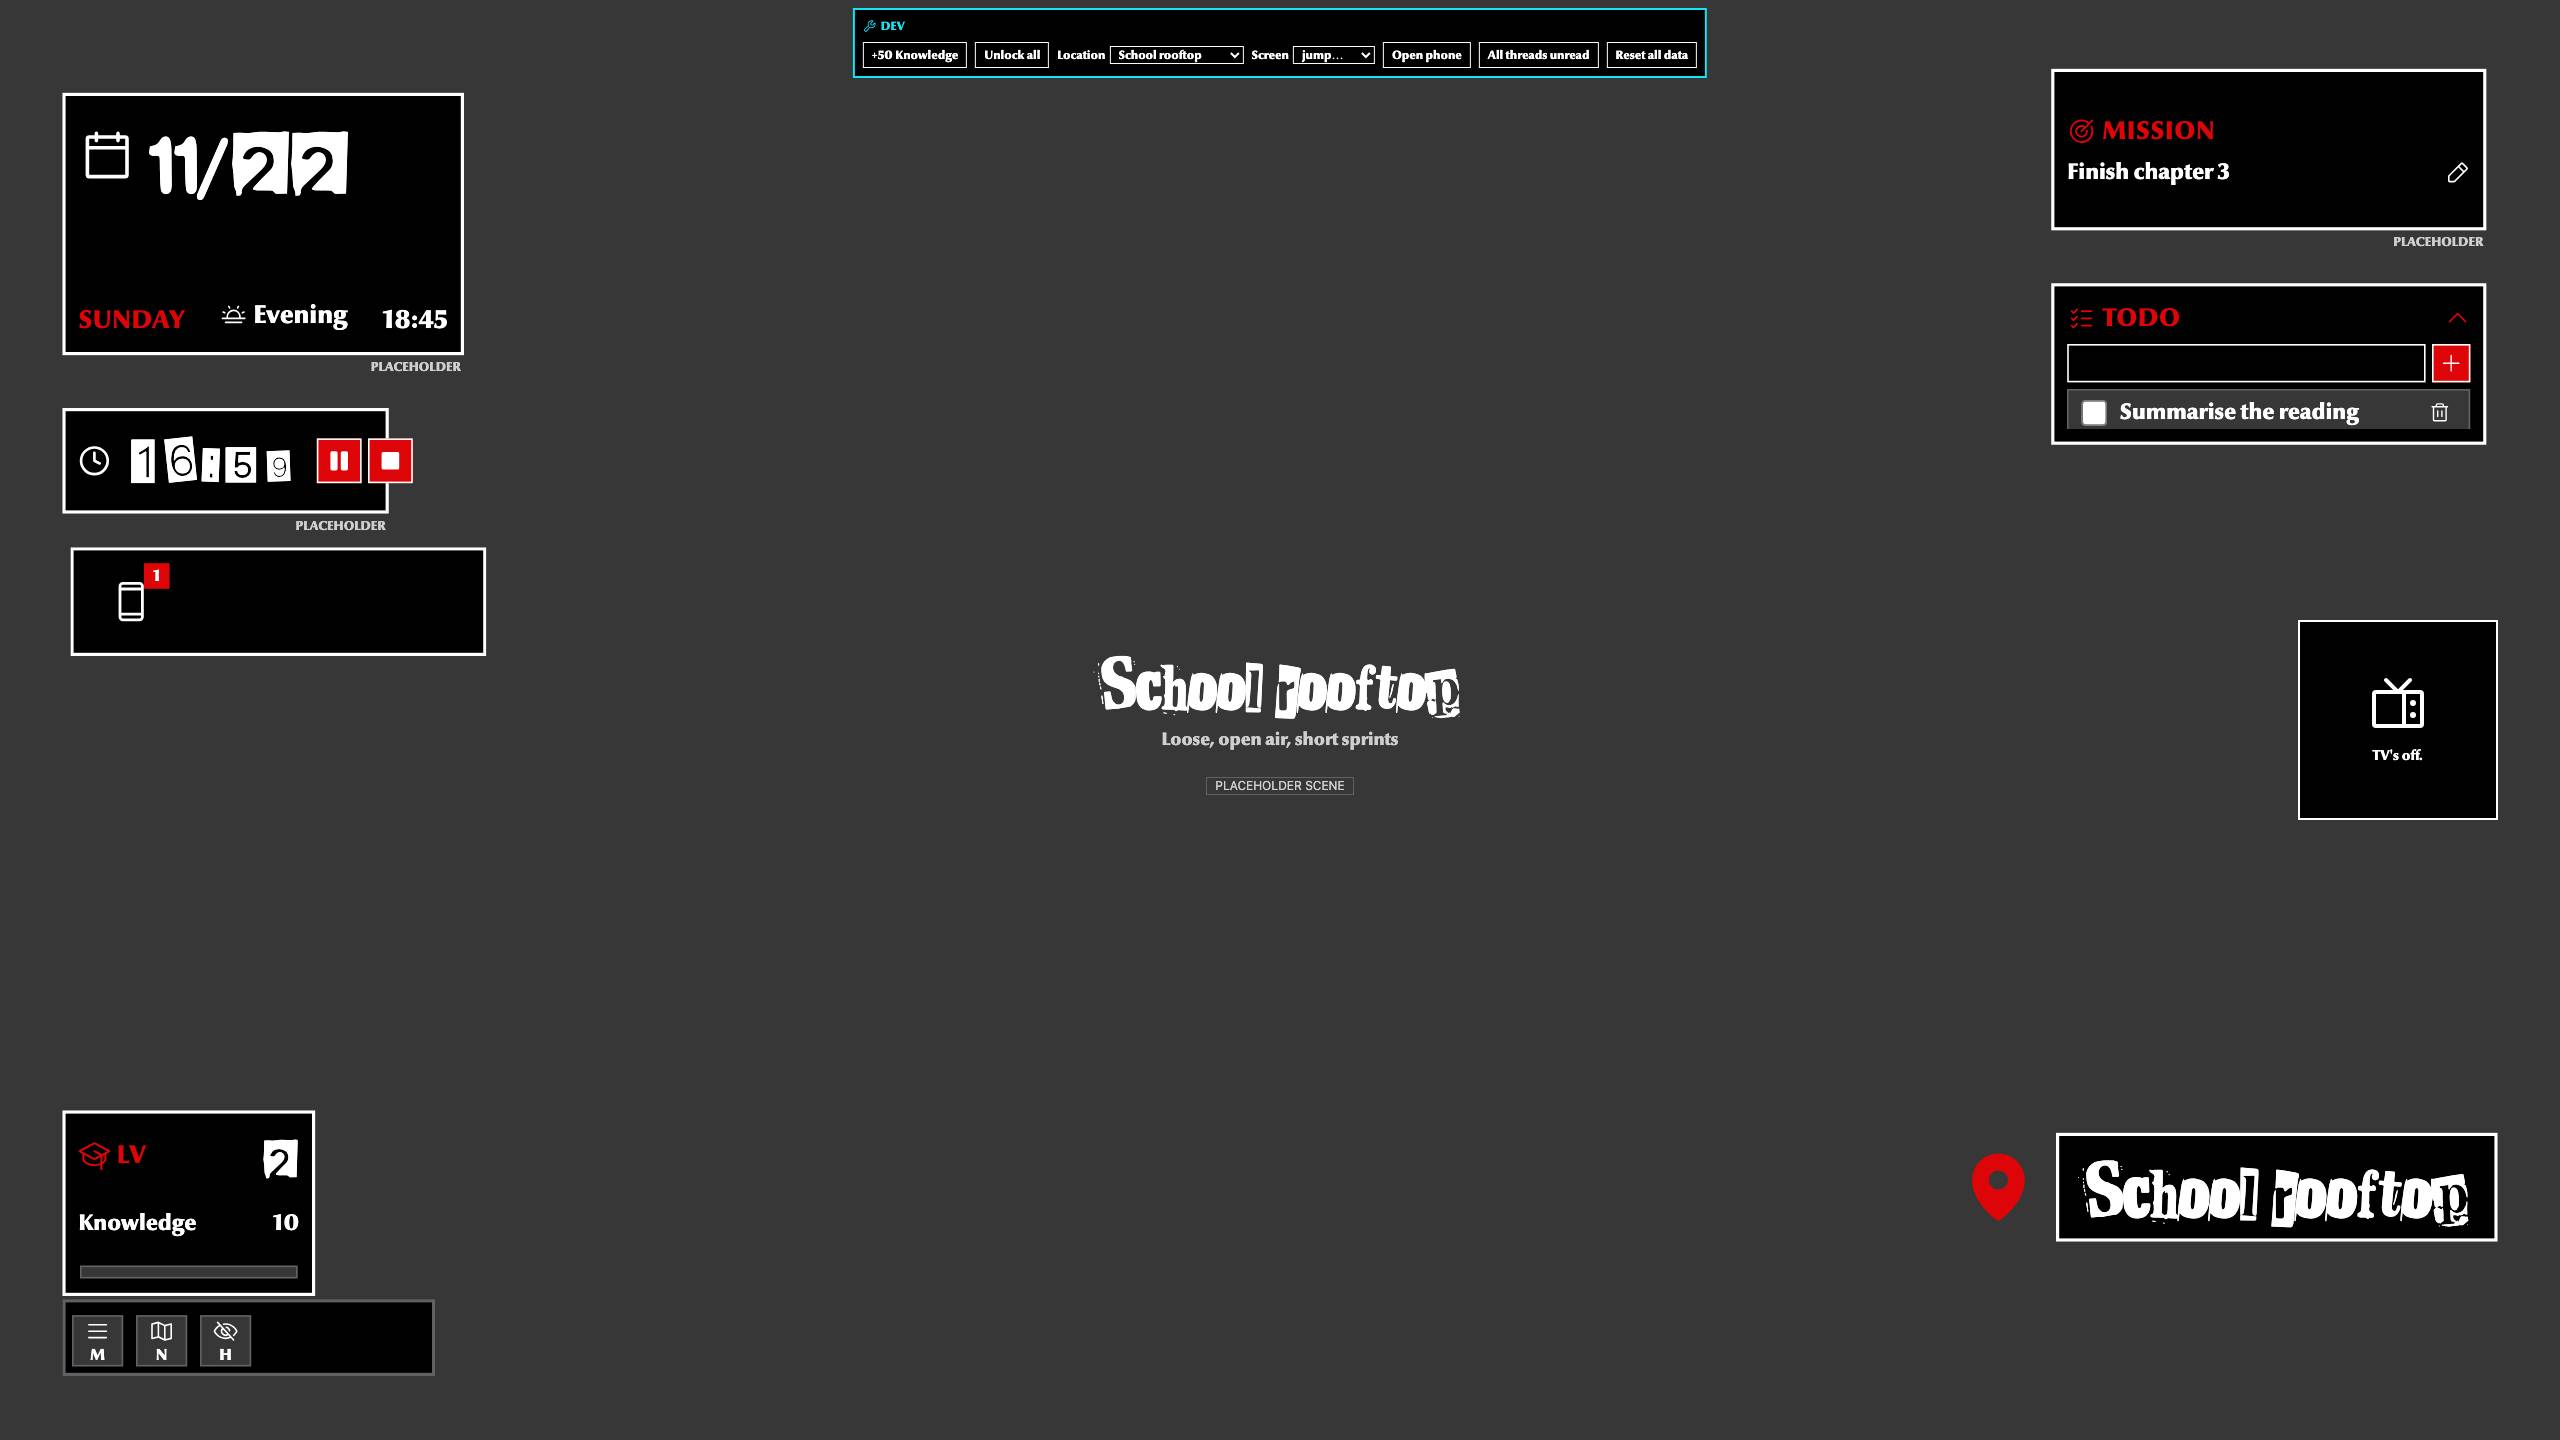 DEV
+50 Knowledge Unlock all Location School rooftop Screen jump... Open phone All threads unread Reset all data
11/22
SUNDAY Evening 18:45
PLACEHOLDER
16:59
PLACEHOLDER
1
MISSION
Finish chapter 3
PLACEHOLDER
TODO
Summarise the reading
School rooftop
Loose, open air, short sprints
PLACEHOLDER SCENE
TV's off.
LV 2
Knowledge 10
M N H
School rooftop